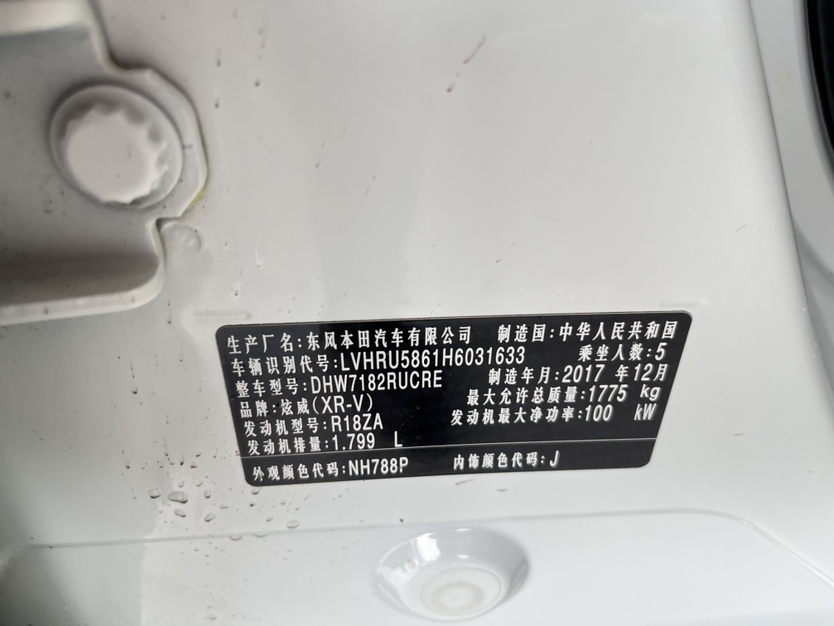 生产厂名:东风本田汽车有限公司 制造国:中华人民共和国
车辆识别代号:LVHRU5861H6031633 乘坐人数:5
整车型号:DHW7182RUCRE 制造年月:2017 年12月
品牌:炫威(XR-V) 最大允许总质量:1775 kg
发动机型号:R18ZA 发动机最大净功率:100 kW
发动机排量:1.799 L
外观颜色代码:NH788P 内饰颜色代码:J